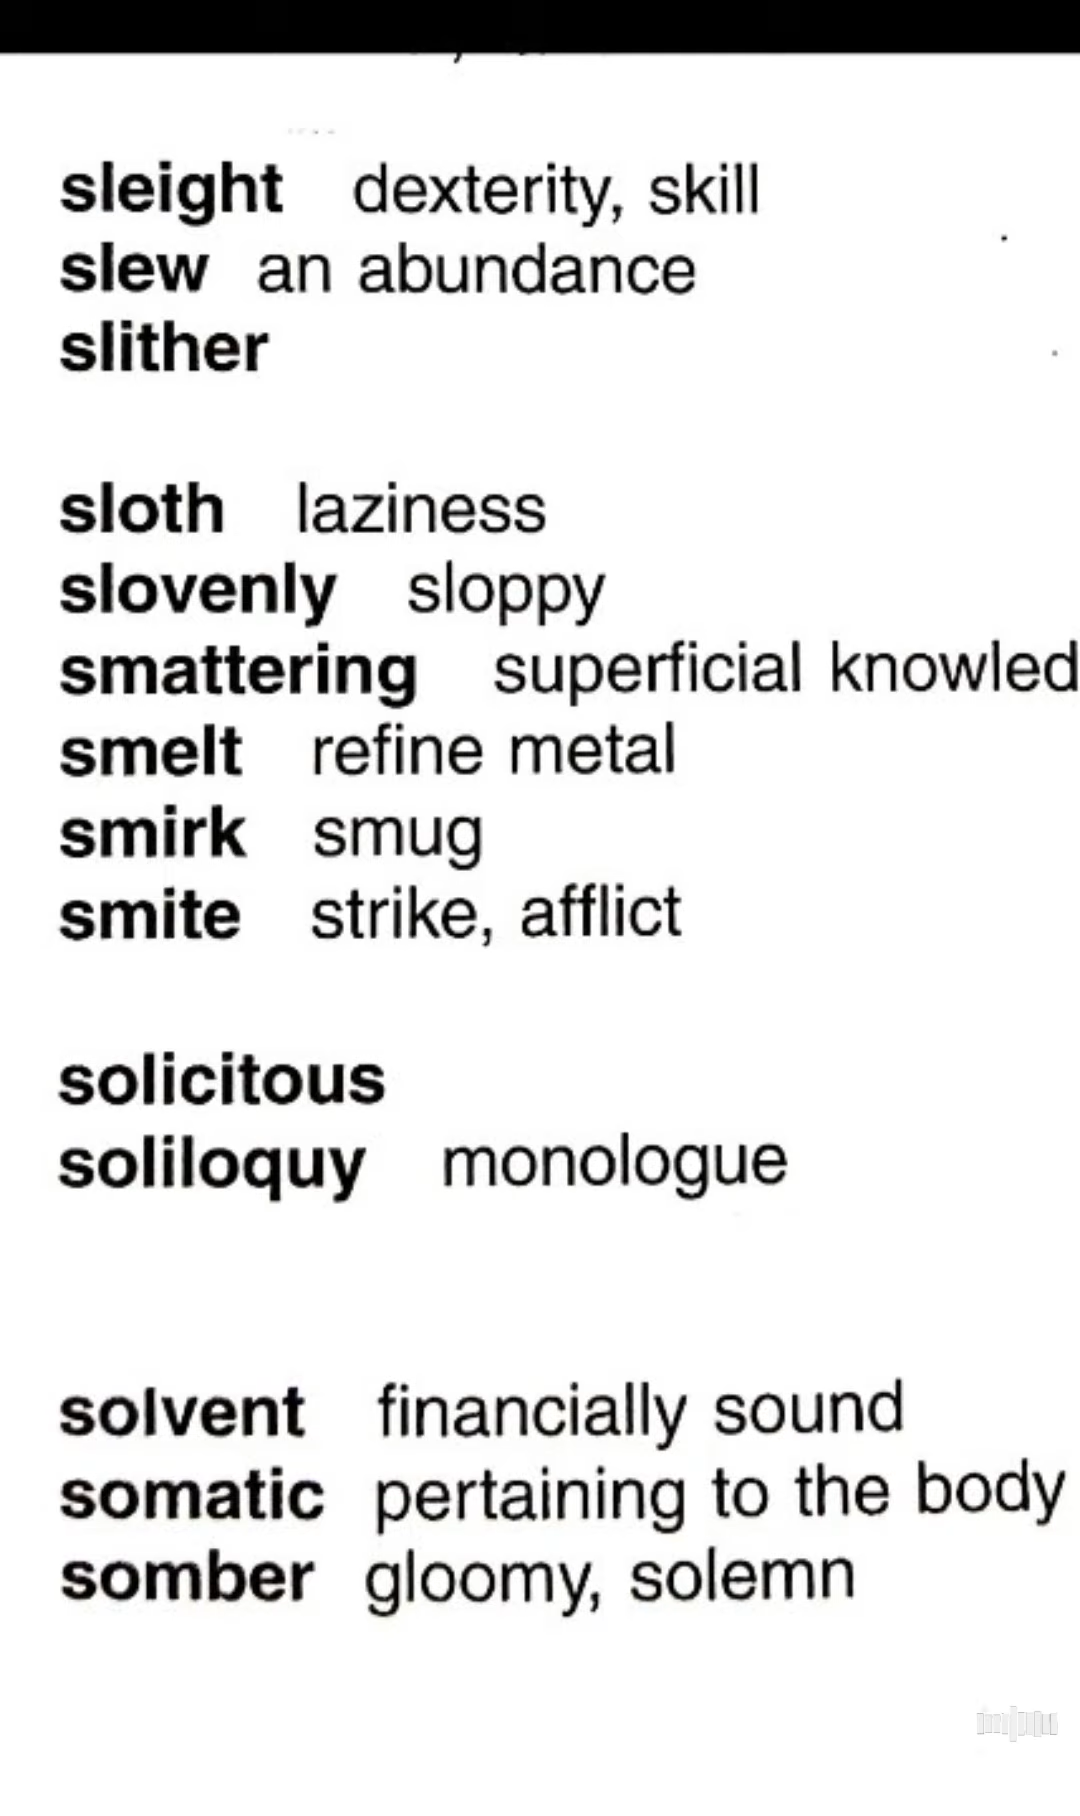 sleight dexterity, skill
slew an abundance
slither
sloth laziness
slovenly sloppy
smattering superficial knowled
smelt refine metal
smirk smug
smite strike, afflict
solicitous
soliloquy monologue
solvent financially sound
somatic pertaining to the body
somber gloomy, solemn